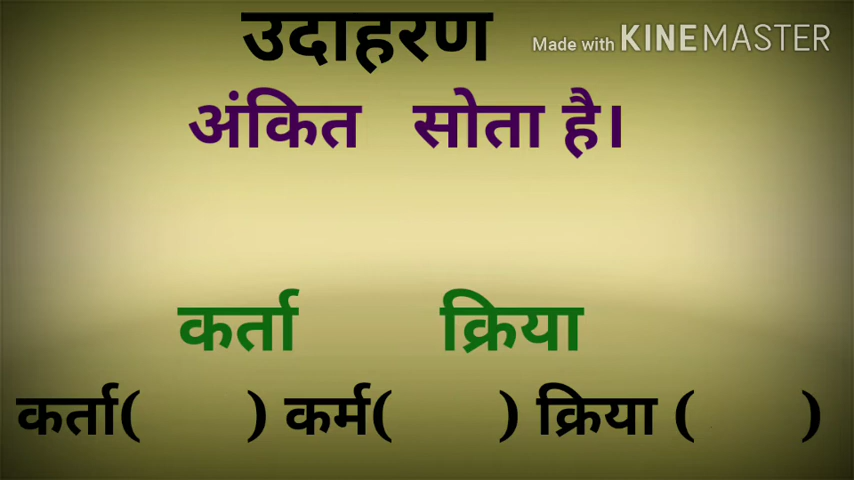 उदाहरण
Made with KINEMASTER
अंकित सोता है।
कर्ता क्रिया
कर्ता( ) कर्म( ) क्रिया ( )